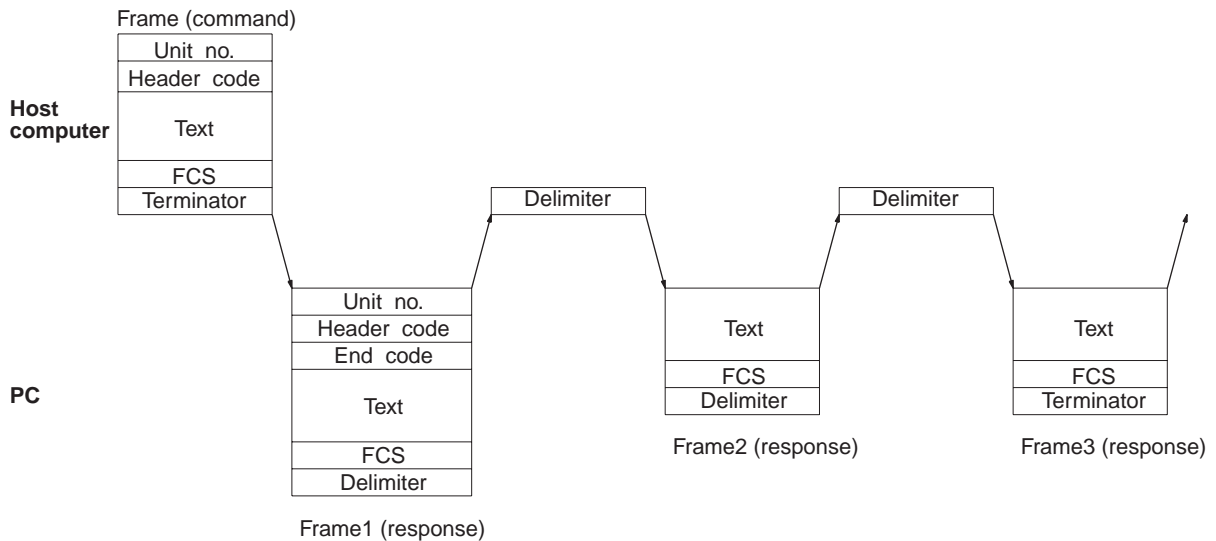 Frame (command)
Unit no.
Header code
Host
computer
Text
FCS
Terminator
Delimiter
Delimiter
Unit no.
Header code
End code
PC
Text
FCS
Delimiter
Frame1 (response)
Text
FCS
Delimiter
Frame2 (response)
Text
FCS
Terminator
Frame3 (response)